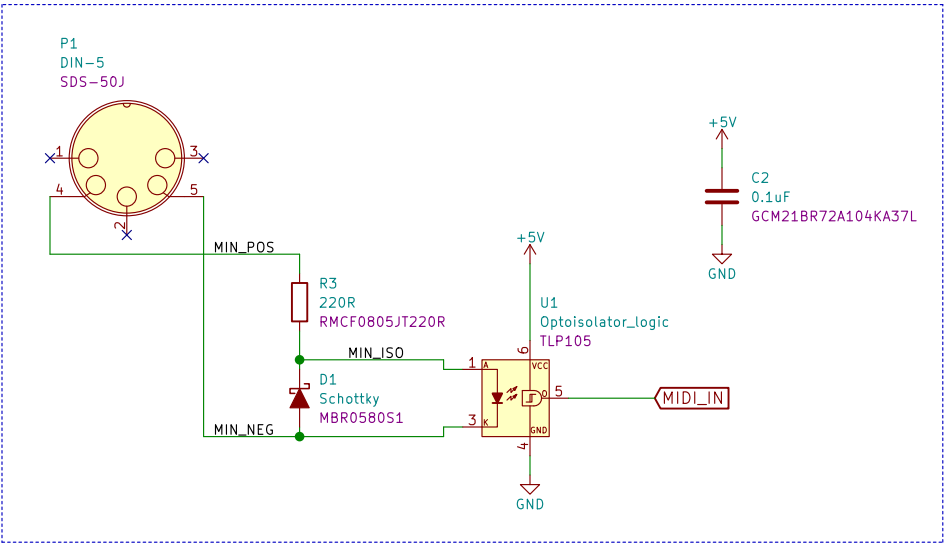 P1
DIN-5
SDS-50J
1
3
4
5
2
MIN_POS
R3
220R
RMCF0805JT220R
MIN_ISO
D1
Schottky
MBR0580S1
MIN_NEG
+5V
U1
Optoisolator_logic
TLP105
6
1
A
VCC
O
5
MIDI_IN
3
K
GND
4
GND
+5V
C2
0.1uF
GCM21BR72A104KA37L
GND